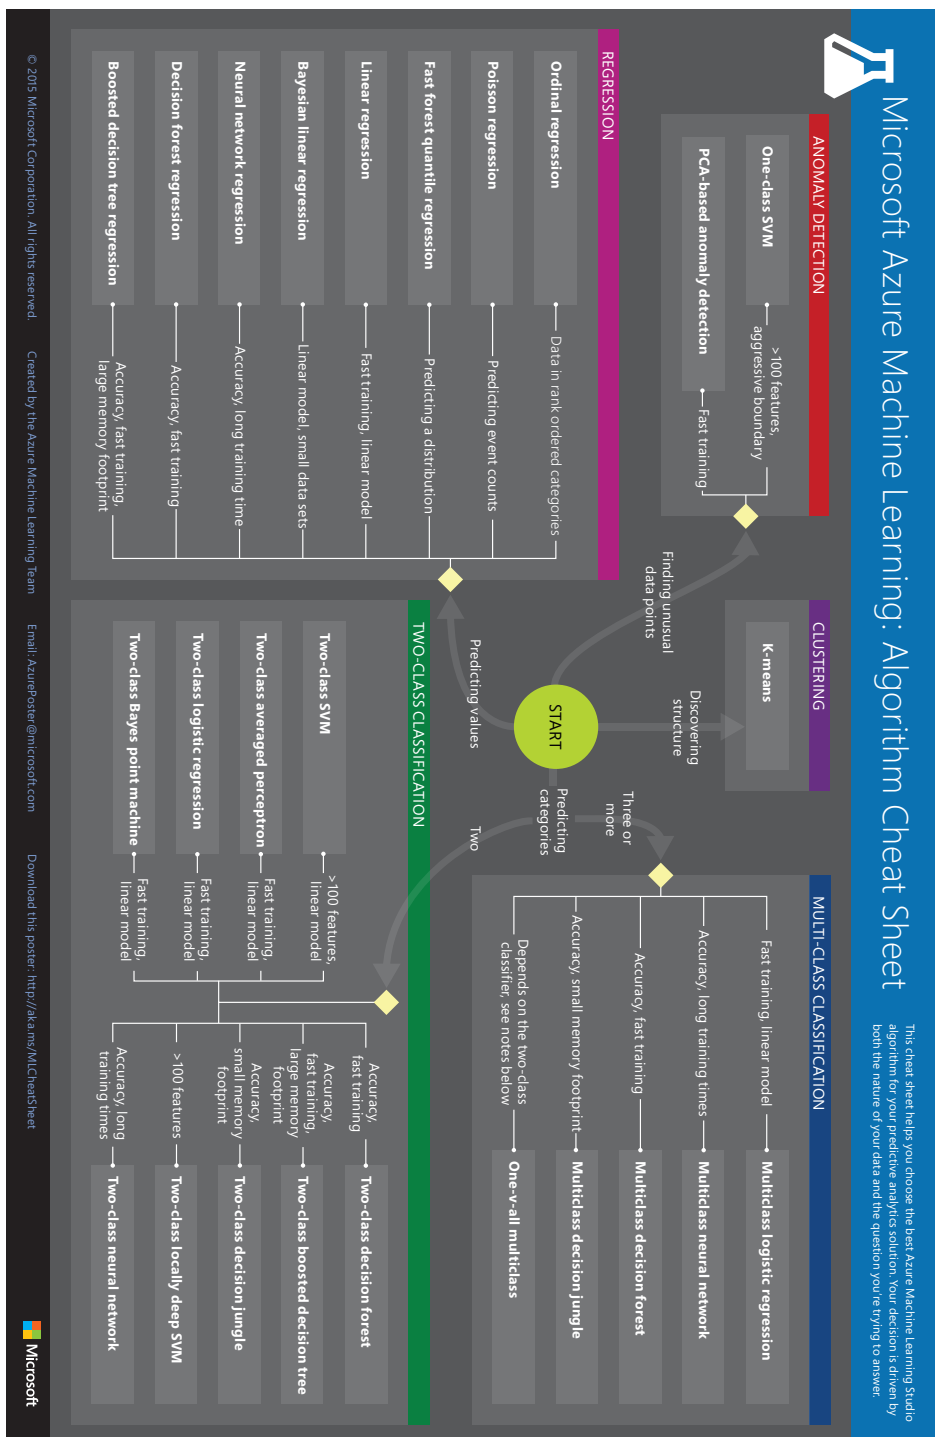 Microsoft Azure Machine Learning: Algorithm Cheat Sheet
This cheat sheet helps you choose the best Azure Machine Learning Studio
algorithm for your predictive analytics solution. Your decision is driven by
both the nature of your data and the question you're trying to answer.
ANOMALY DETECTION
One-class SVM
>100 features,
aggressive boundary
PCA-based anomaly detection
Fast training
CLUSTERING
K-means
MULTI-CLASS CLASSIFICATION
Fast training, linear model
Multiclass logistic regression
Accuracy, long training times
Multiclass neural network
Accuracy, fast training
Multiclass decision forest
Accuracy, small memory footprint
Multiclass decision jungle
Depends on the two-class
classifier, see notes below
One-v-all multiclass
Finding unusual
data points
Discovering
structure
START
Three or
more
Predicting
categories
Predicting values
Two
REGRESSION
Ordinal regression
Data in rank ordered categories
Poisson regression
Predicting event counts
Fast forest quantile regression
Predicting a distribution
Linear regression
Fast training, linear model
Bayesian linear regression
Linear model, small data sets
Neural network regression
Accuracy, long training time
Decision forest regression
Accuracy, fast training
Boosted decision tree regression
Accuracy, fast training,
large memory footprint
TWO-CLASS CLASSIFICATION
Two-class SVM
>100 features,
linear model
Two-class averaged perceptron
Fast training,
linear model
Two-class logistic regression
Fast training,
linear model
Two-class Bayes point machine
Fast training,
linear model
Accuracy,
fast training
Two-class decision forest
Accuracy,
fast training,
large memory
footprint
Two-class boosted decision tree
Accuracy,
small memory
footprint
Two-class decision jungle
>100 features
Two-class locally deep SVM
Accuracy, long
training times
Two-class neural network
© 2015 Microsoft Corporation. All rights reserved.
Created by the Azure Machine Learning Team
Email: AzurePoster@microsoft.com
Download this poster: http://aka.ms/MLCheatSheet
Microsoft